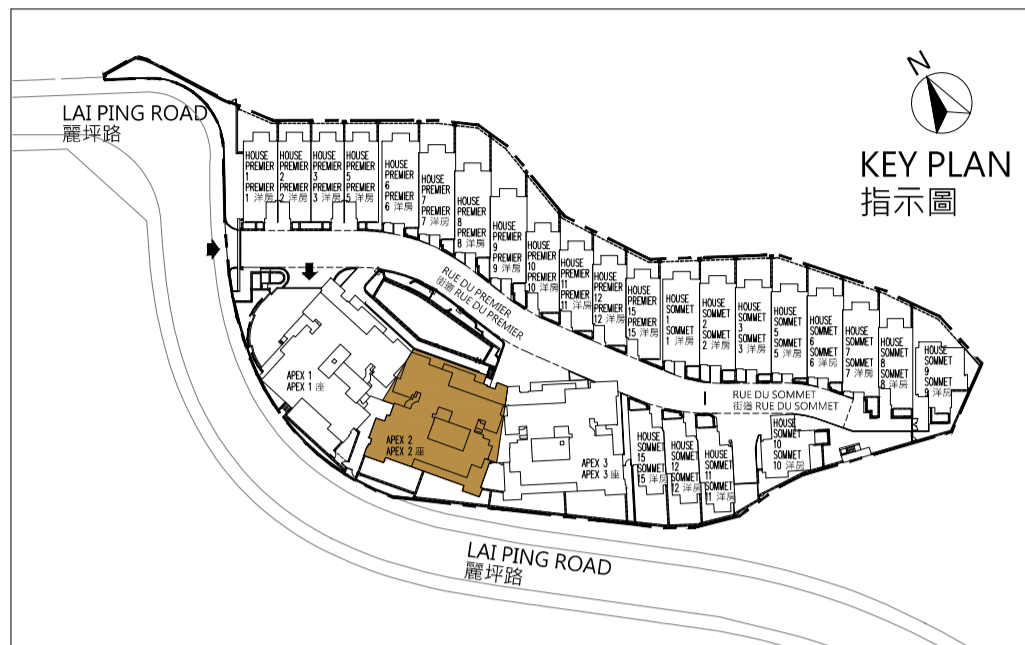 N
KEY PLAN
指示圖
LAI PING ROAD
麗坪路
HOUSE
PREMIER
1
PREMIER
1 洋房
HOUSE
PREMIER
2
PREMIER
2 洋房
HOUSE
PREMIER
3
PREMIER
3 洋房
HOUSE
PREMIER
5
PREMIER
5 洋房
HOUSE
PREMIER
6
PREMIER
6 洋房
HOUSE
PREMIER
7
PREMIER
7 洋房
HOUSE
PREMIER
8
PREMIER
8 洋房
HOUSE
PREMIER
9
PREMIER
9 洋房
HOUSE
PREMIER
10
PREMIER
10 洋房
HOUSE
PREMIER
11
PREMIER
11 洋房
HOUSE
PREMIER
12
PREMIER
12 洋房
HOUSE
PREMIER
15
PREMIER
15 洋房
HOUSE
SOMMET
1
SOMMET
1 洋房
HOUSE
SOMMET
2
SOMMET
2 洋房
HOUSE
SOMMET
3
SOMMET
3 洋房
HOUSE
SOMMET
5
SOMMET
5 洋房
HOUSE
SOMMET
6
SOMMET
6 洋房
HOUSE
SOMMET
7
SOMMET
7 洋房
HOUSE
SOMMET
8
SOMMET
8 洋房
HOUSE
SOMMET
9
SOMMET
9 洋房
RUE DU PREMIER
街道 RUE DU PREMIER
RUE DU SOMMET
街道 RUE DU SOMMET
APEX 1
APEX 1 座
APEX 2
APEX 2 座
APEX 3
APEX 3 座
HOUSE
SOMMET
15
SOMMET
15 洋房
HOUSE
SOMMET
12
SOMMET
12 洋房
HOUSE
SOMMET
11
SOMMET
11 洋房
HOUSE
SOMMET
10
SOMMET
10 洋房
LAI PING ROAD
麗坪路